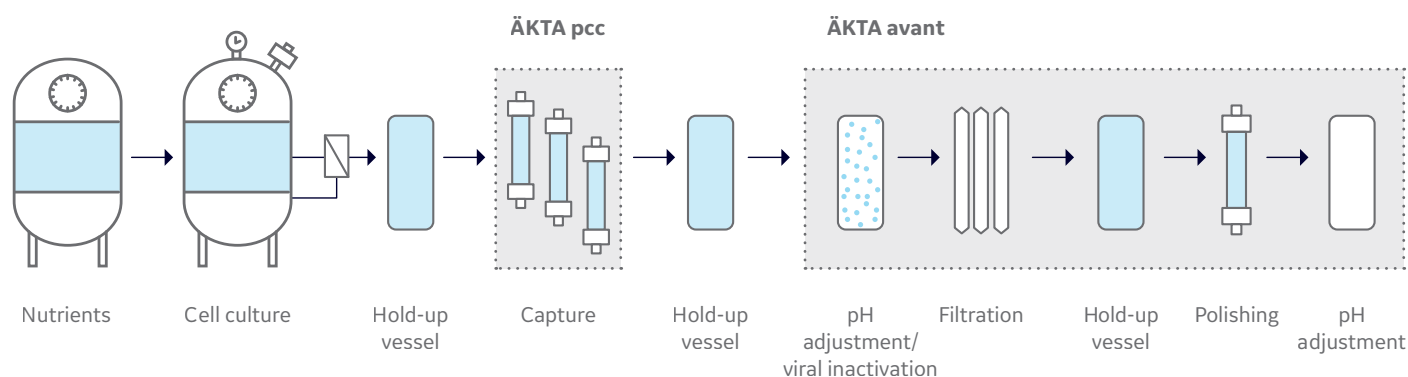 ÄKTA pcc
ÄKTA avant
Nutrients
Cell culture
Hold-up
vessel
Capture
Hold-up
vessel
pH
adjustment/
viral inactivation
Filtration
Hold-up
vessel
Polishing
pH
adjustment